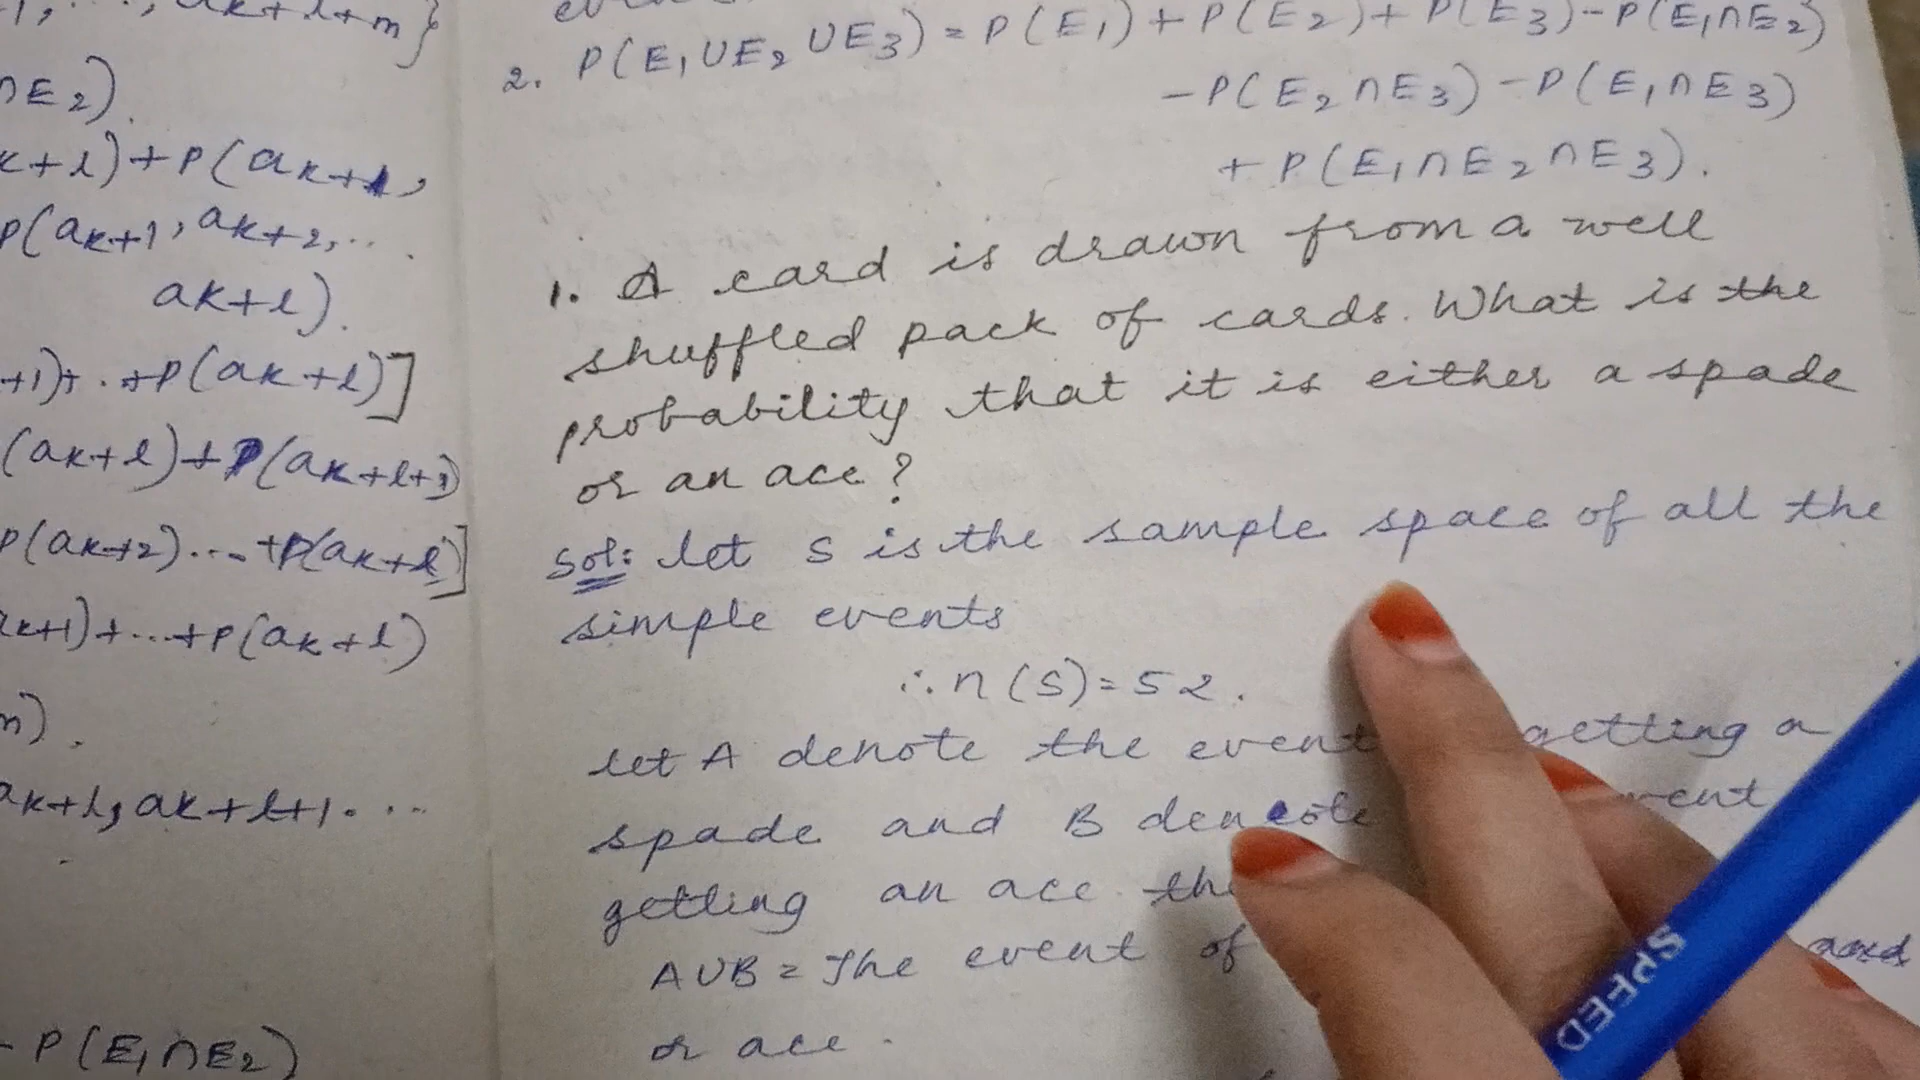 k+l+m}
∩E2).
k+l)+P(ak+l,
P(ak+1, ak+2,...
ak+l).
+1)+..+P(ak+l)]
(ak+l)+P(ak+l+1)
P(ak+2)...+P(ak+l)]
k+1)+...+P(ak+l)
m).
ak+l, ak+l+1...
-P(E1∩E2)
2. P(E1∪E2∪E3)=P(E1)+P(E2)+P(E3)-P(E1∩E2)
-P(E2∩E3)-P(E1∩E3)
+P(E1∩E2∩E3).
1. A card is drawn from a well
shuffled pack of cards. What is the
probability that it is either a spade
or an ace?
Sol: let S is the sample space of all the
simple events
∴n(S)=52.
let A denote the event getting a
spade and B denote
getting an ace
A∪B=The event of
or ace.
SPEED